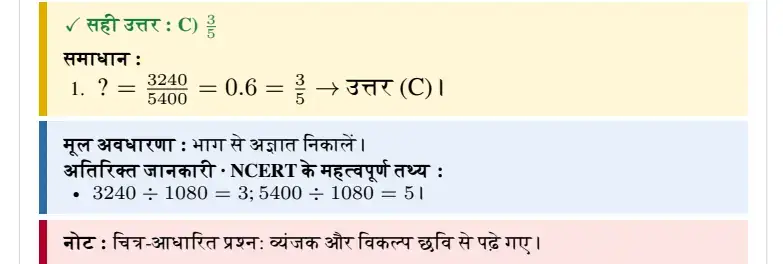 ✓ सही उत्तर : C) 3/5
समाधान :
1. ? = 3240/5400 = 0.6 = 3/5 → उत्तर (C)।
मूल अवधारणा : भाग से अज्ञात निकालें।
अतिरिक्त जानकारी · NCERT के महत्वपूर्ण तथ्य :
• 3240 ÷ 1080 = 3; 5400 ÷ 1080 = 5।
नोट : चित्र-आधारित प्रश्न: व्यंजक और विकल्प छवि से पढ़े गए।